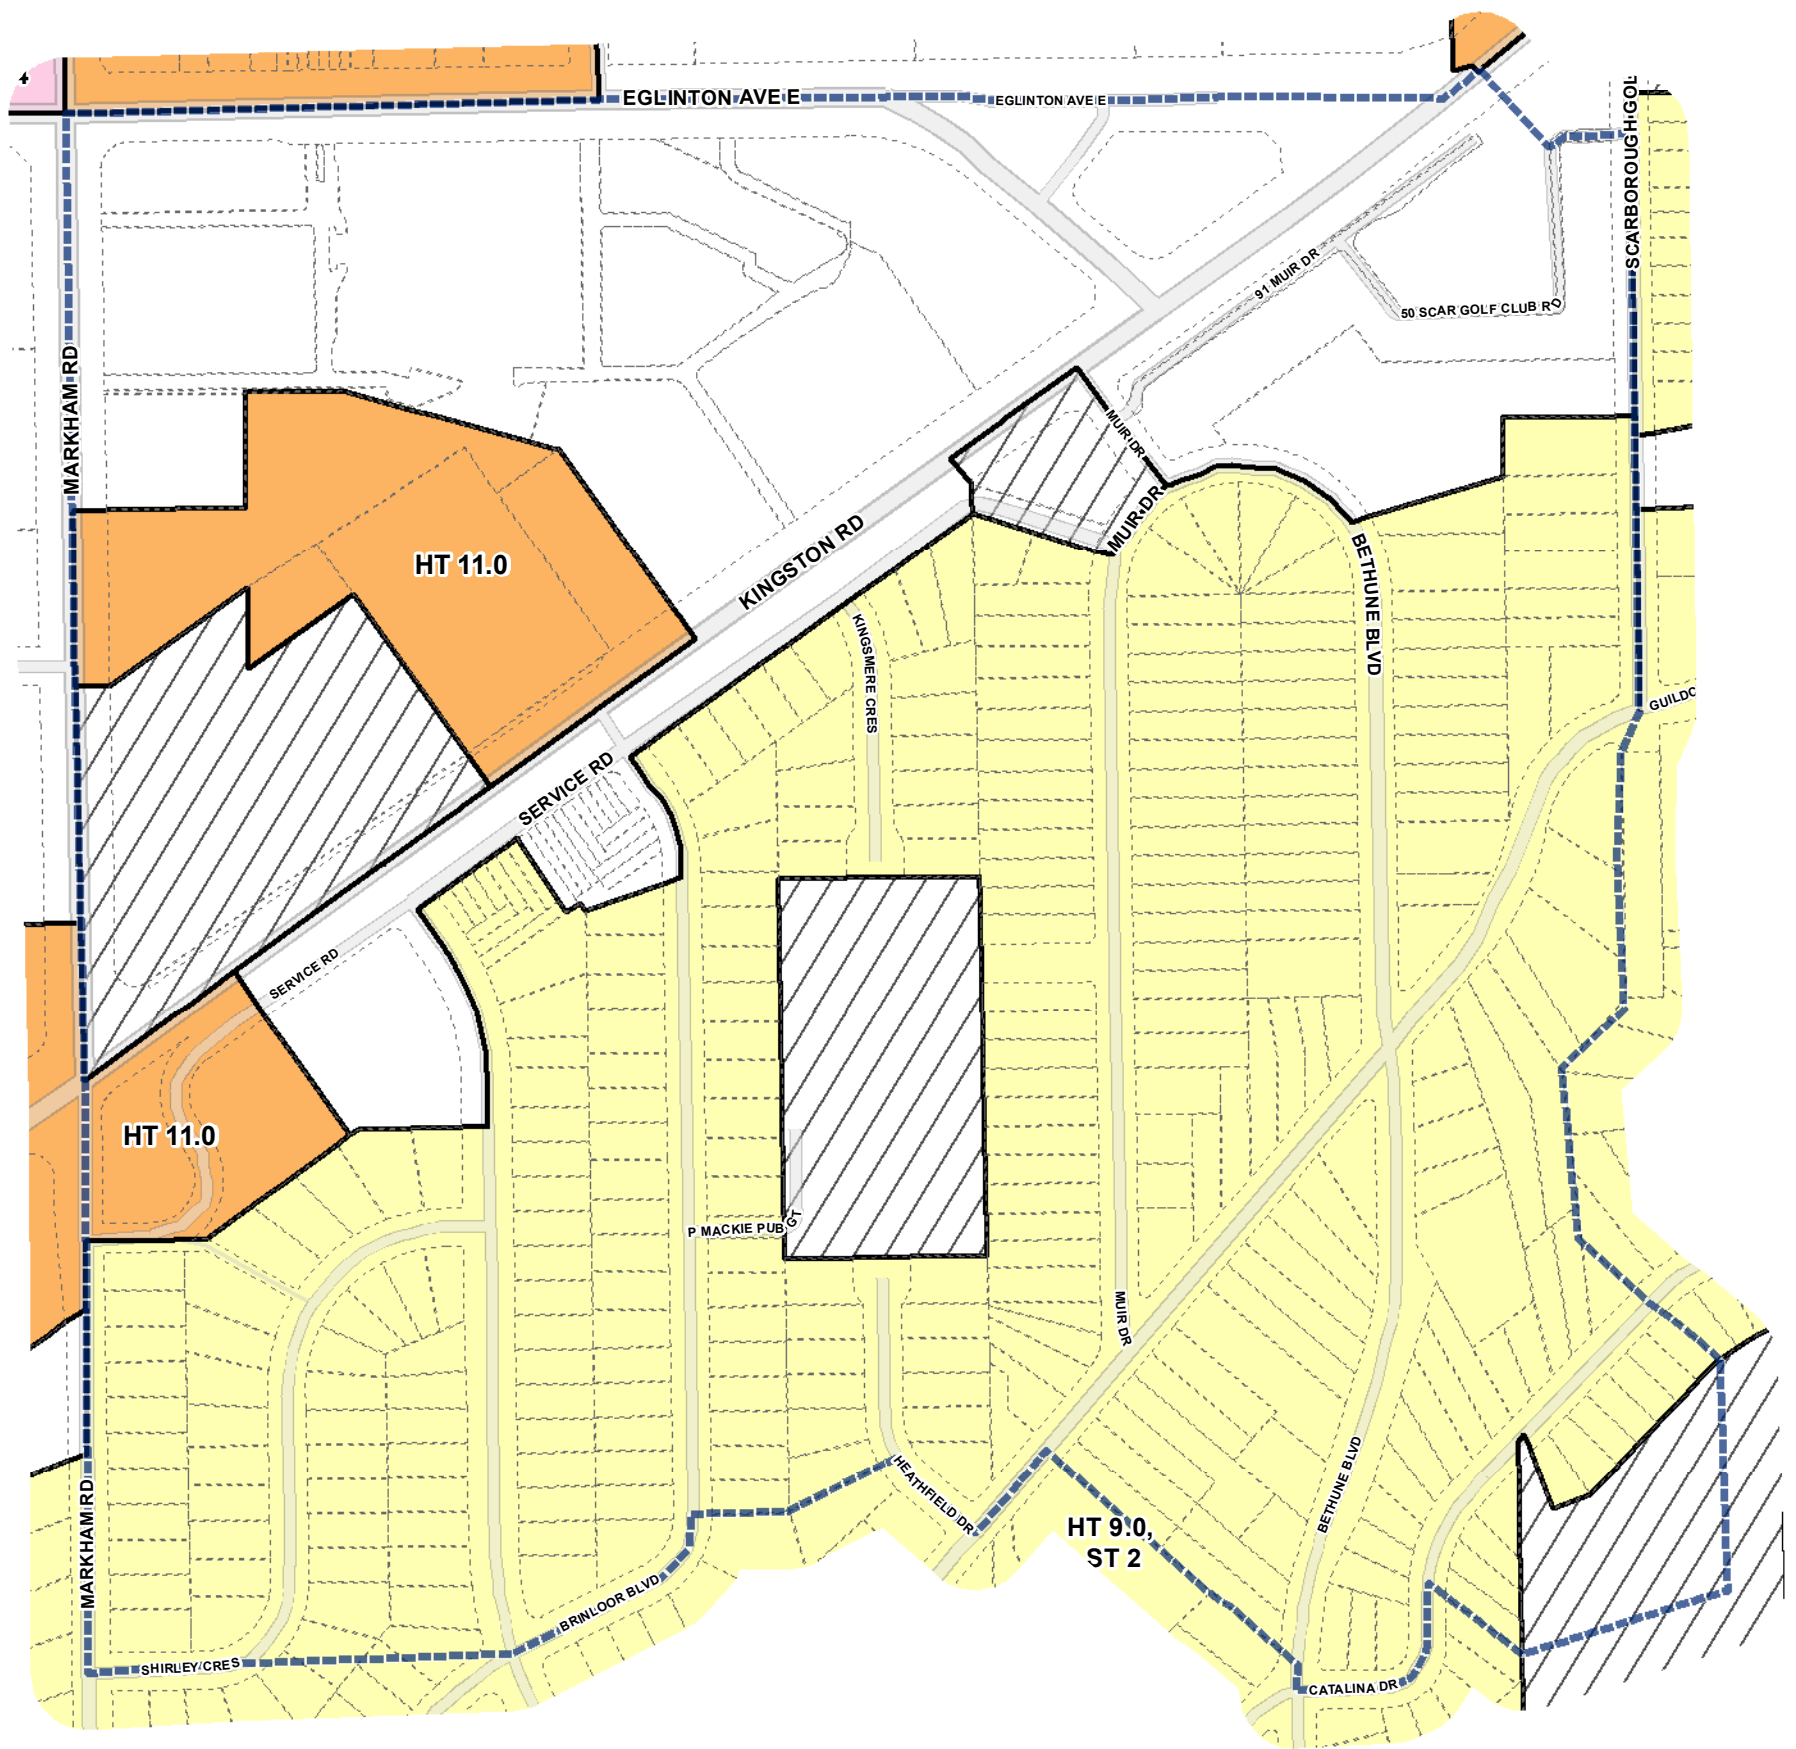 4
EGLINTON AVE E
EGLINTON AVE E
SCARBOROUGH GOL
91 MUIR DR
50 SCAR GOLF CLUB RD
MARKHAM RD
MUIR DR
MUIR DR
HT 11.0
KINGSTON RD
BETHUNE BLVD
KINGSMERE CRES
GUILDC
SERVICE RD
SERVICE RD
HT 11.0
P MACKIE PUB GT
MUIR DR
HEATHFIELD DR
BETHUNE BLVD
HT 9.0,
ST 2
MARKHAM RD
BRINLOOR BLVD
SHIRLEY CRES
CATALINA DR